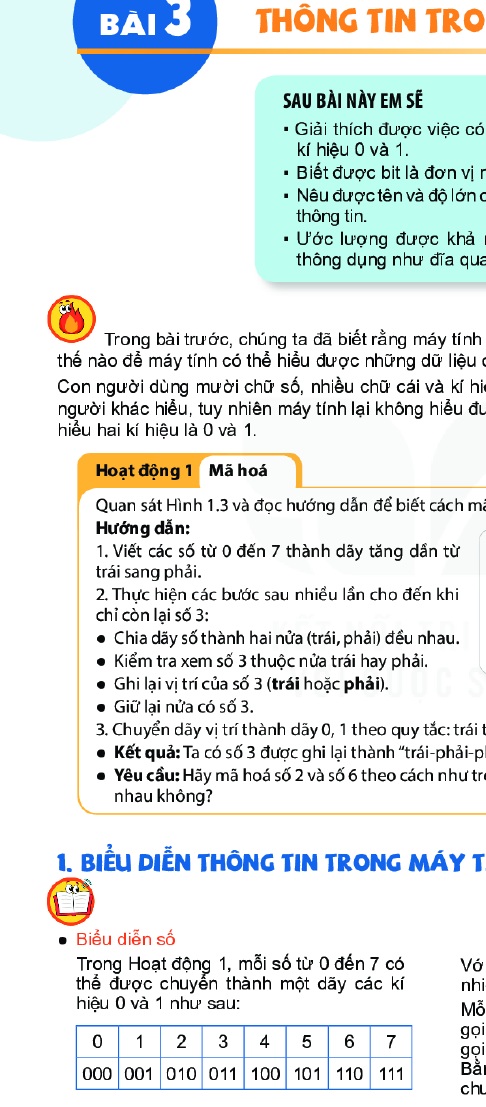 BÀI 3
THÔNG TIN TRO
SAU BÀI NÀY EM SẼ
▪ Giải thích được việc có
kí hiệu 0 và 1.
▪ Biết được bit là đơn vị
▪ Nêu được tên và độ lớn
thông tin.
▪ Ước lượng được khả
thông dụng như đĩa qua
Trong bài trước, chúng ta đã biết rằng máy tính
thế nào để máy tính có thể hiểu được những dữ liệu
Con người dùng mười chữ số, nhiều chữ cái và kí hi
người khác hiểu, tuy nhiên máy tính lại không hiểu đu
hiểu hai kí hiệu là 0 và 1.
Hoạt động 1 Mã hoá
Quan sát Hình 1.3 và đọc hướng dẫn để biết cách mã
Hướng dẫn:
1. Viết các số từ 0 đến 7 thành dãy tăng dần từ
trái sang phải.
2. Thực hiện các bước sau nhiều lần cho đến khi
chỉ còn lại số 3:
• Chia dãy số thành hai nửa (trái, phải) đều nhau.
• Kiểm tra xem số 3 thuộc nửa trái hay phải.
• Ghi lại vị trí của số 3 (trái hoặc phải).
• Giữ lại nửa có số 3.
3. Chuyển dãy vị trí thành dãy 0, 1 theo quy tắc: trái
• Kết quả: Ta có số 3 được ghi lại thành “trái-phải-p
• Yêu cầu: Hãy mã hoá số 2 và số 6 theo cách như tr
nhau không?
1. BIỂU DIỄN THÔNG TIN TRONG MÁY T
• Biểu diễn số
Trong Hoạt động 1, mỗi số từ 0 đến 7 có
thể được chuyển thành một dãy các kí
hiệu 0 và 1 như sau:
0 1 2 3 4 5 6 7
000 001 010 011 100 101 110 111
Vớ
nhi
Mỗ
gọi
gọi
Bằn
chu